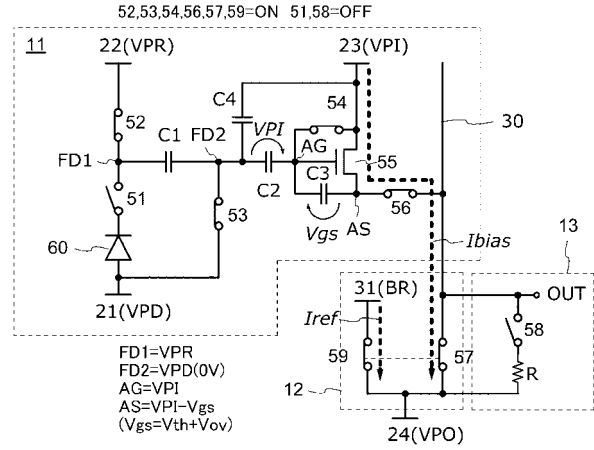 52,53,54,56,57,59=ON 51,58=OFF
11
22(VPR)
23(VPI)
C4
54
52
C1
FD2
VPI
AG
30
FD1
55
C2
C3
51
53
56
Vgs
AS
60
Ibias
13
21(VPD)
31(BR)
OUT
Iref
58
FD1=VPR
FD2=VPD(0V)
AG=VPI
AS=VPI-Vgs
(Vgs=Vth+Vov)
59
57
R
12
24(VPO)